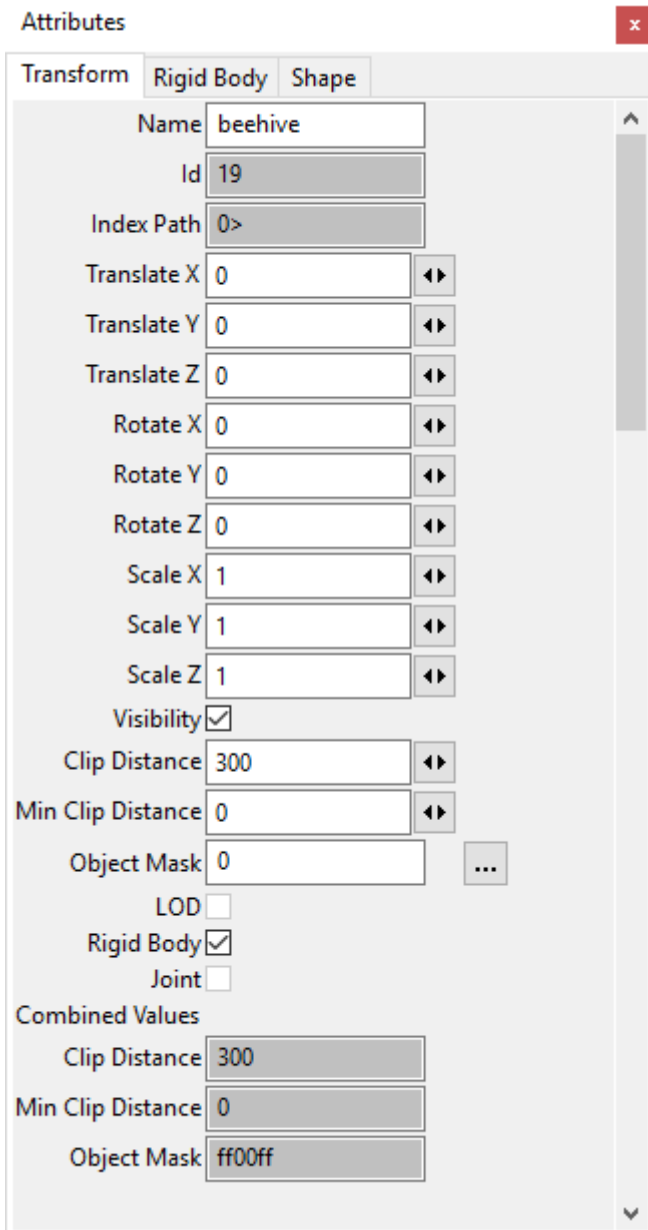 Attributes x
Transform Rigid Body Shape
Name beehive
Id 19
Index Path 0>
Translate X 0
Translate Y 0
Translate Z 0
Rotate X 0
Rotate Y 0
Rotate Z 0
Scale X 1
Scale Y 1
Scale Z 1
Visibility
Clip Distance 300
Min Clip Distance 0
Object Mask 0 ...
LOD
Rigid Body
Joint
Combined Values
Clip Distance 300
Min Clip Distance 0
Object Mask ff00ff